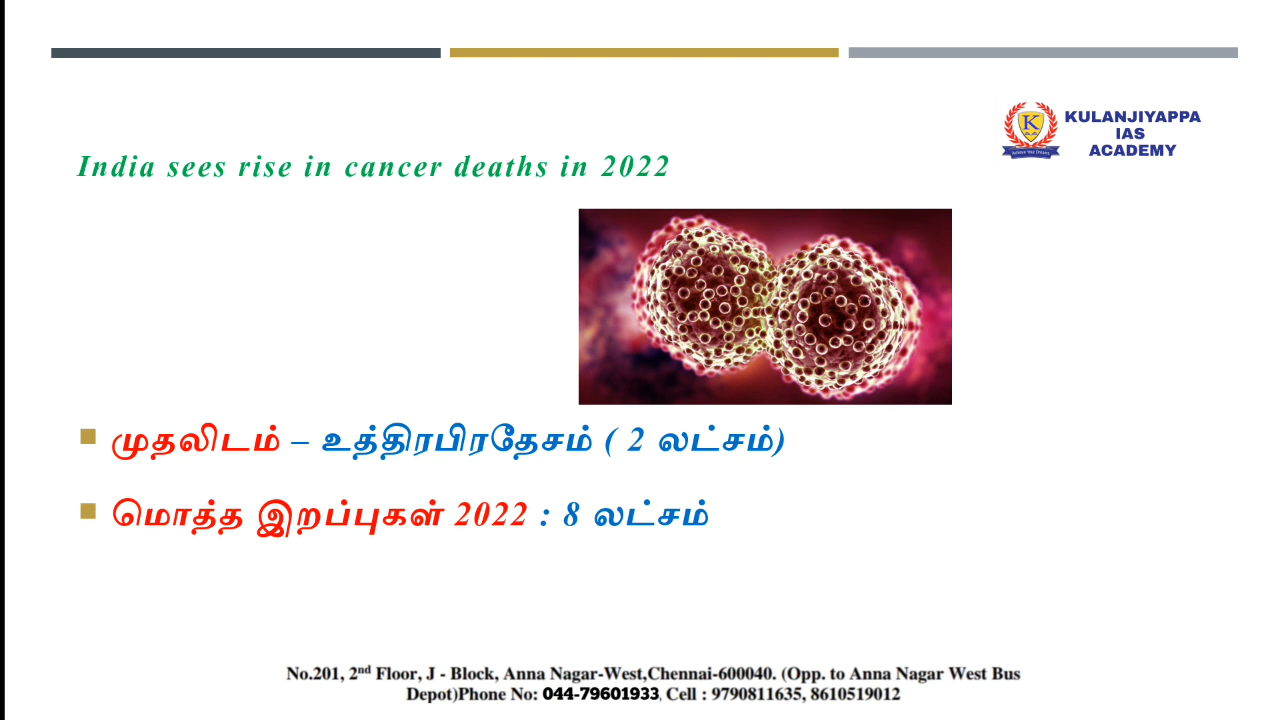 KULANJIYAPPA
IAS
ACADEMY
India sees rise in cancer deaths in 2022
முதலிடம் – உத்திரபிரதேசம் ( 2 லட்சம்)
மொத்த இறப்புகள் 2022 : 8 லட்சம்
No.201, 2nd Floor, J - Block, Anna Nagar-West,Chennai-600040. (Opp. to Anna Nagar West Bus
Depot)Phone No: 044-79601933, Cell : 9790811635, 8610519012